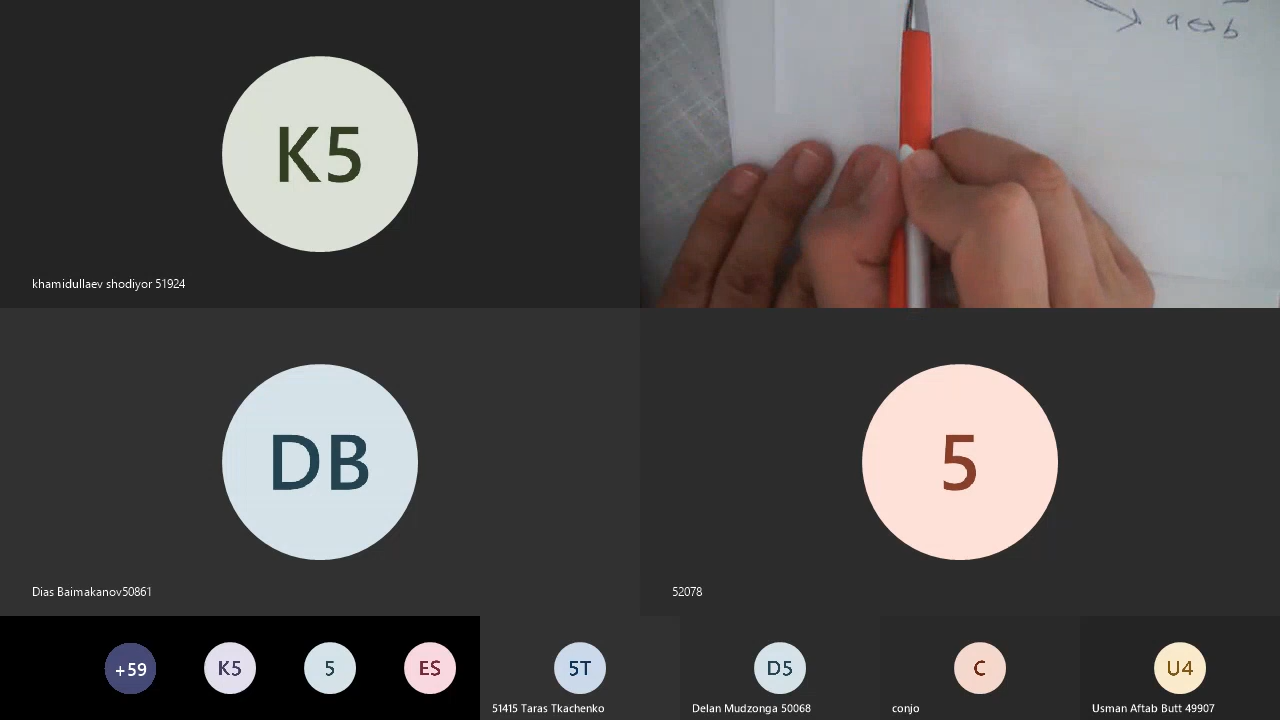 K5
khamidullaev shodiyor 51924
a ⇔ b
DB
Dias Baimakanov50861
5
52078
+59
K5
5
ES
5T
51415 Taras Tkachenko
D5
Delan Mudzonga 50068
C
conjo
U4
Usman Aftab Butt 49907